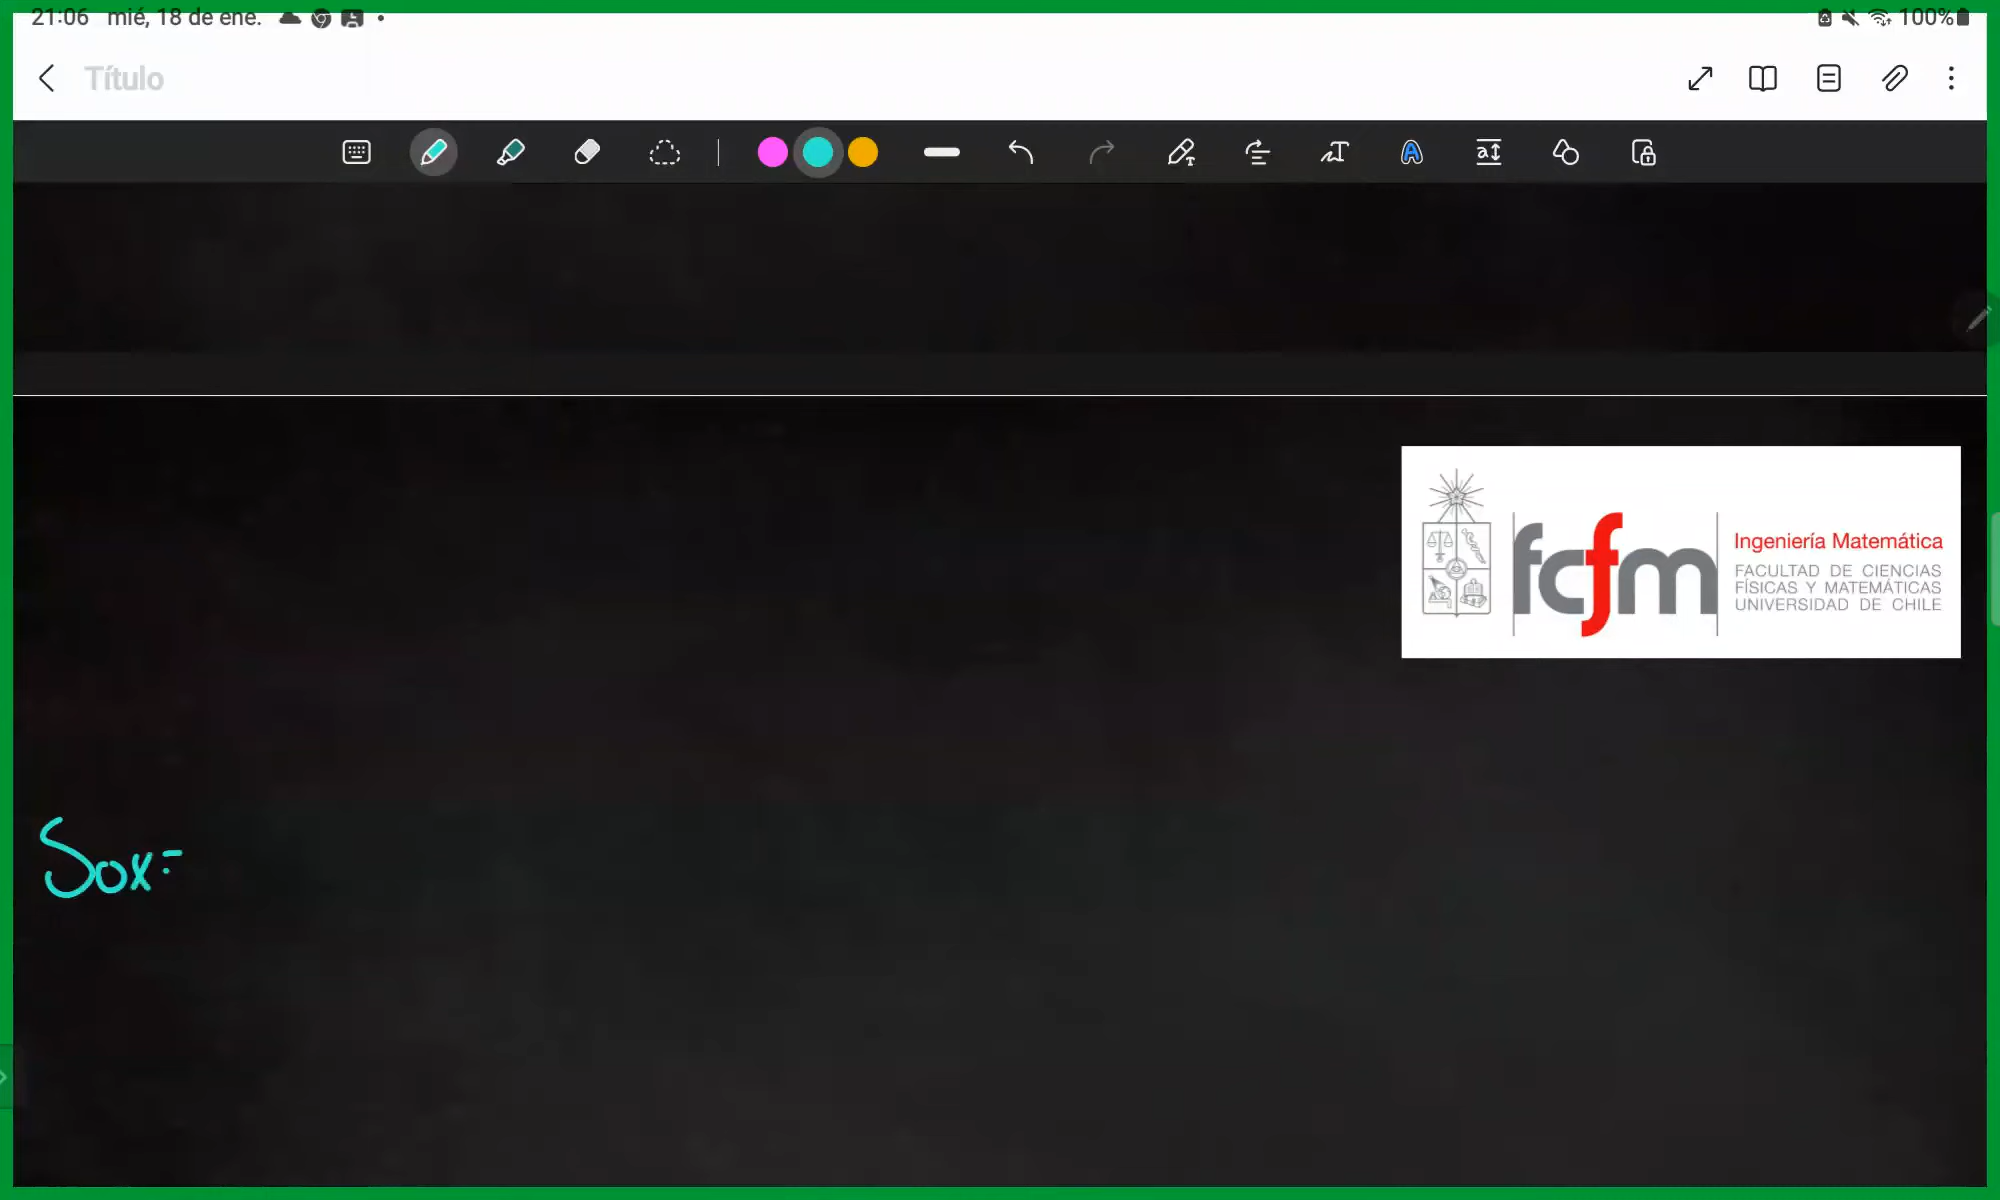 21:06 mié, 18 de ene. 100%
Título
fcfm
Ingeniería Matemática
FACULTAD DE CIENCIAS
FÍSICAS Y MATEMÁTICAS
UNIVERSIDAD DE CHILE
Sox=